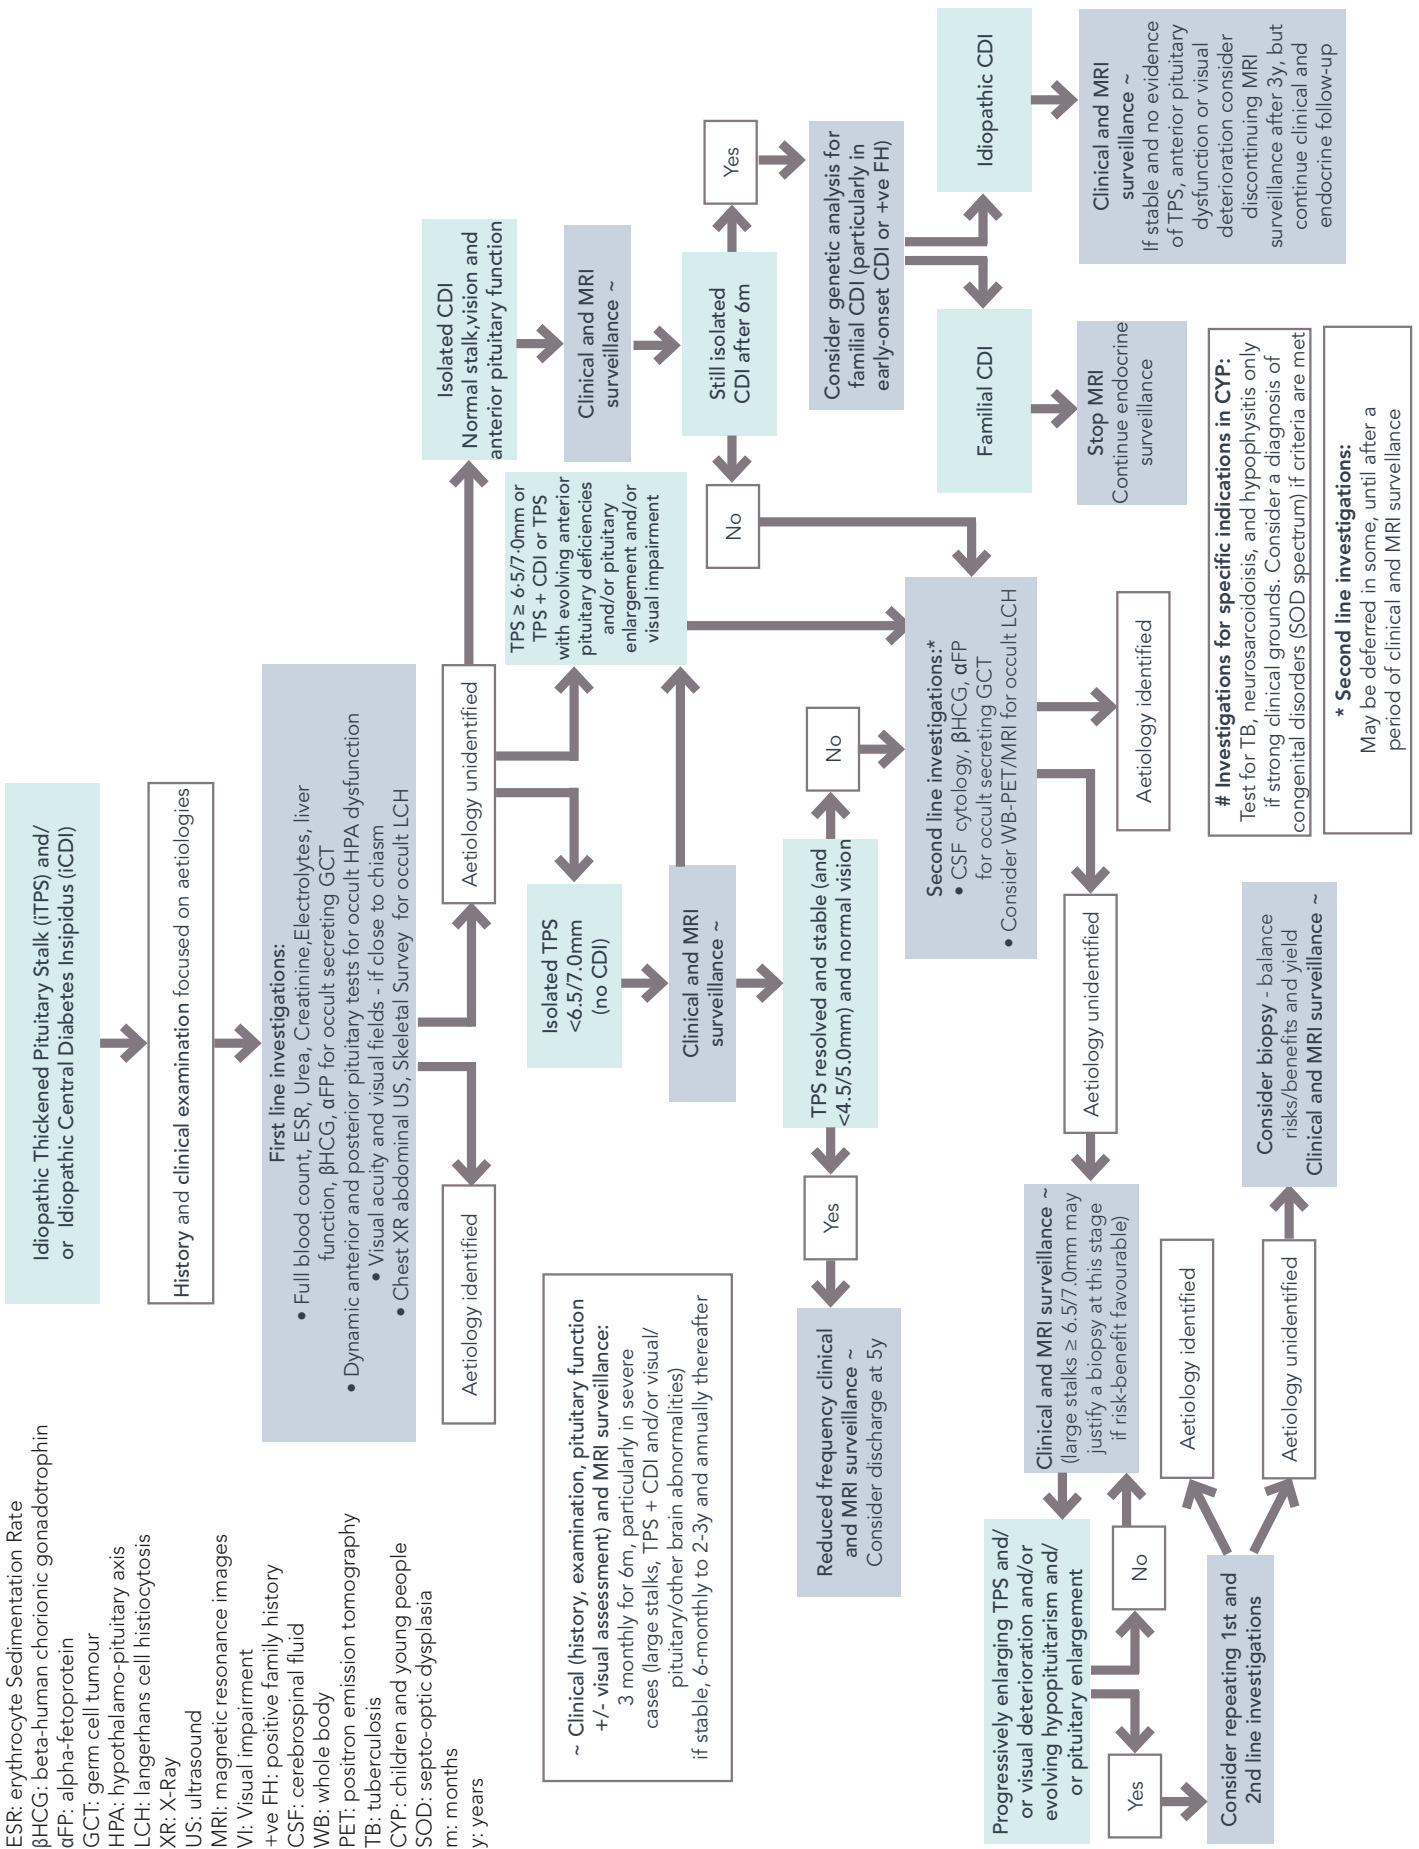 Idiopathic Thickened Pituitary Stalk (iTPS) and/
or Idiopathic Central Diabetes Insipidus (iCDI)
History and clinical examination focused on aetiologies
First line investigations:
• Full blood count, ESR, Urea, Creatinine,Electrolytes, liver
function, βHCG, αFP for occult secreting GCT
• Dynamic anterior and posterior pituitary tests for occult HPA dysfunction
• Visual acuity and visual fields - if close to chiasm
• Chest XR abdominal US, Skeletal Survey for occult LCH
Aetiology identified
Aetiology unidentified
Isolated TPS
<6.5/7.0mm
(no CDI)
TPS ≥ 6·5/7·0mm or
TPS + CDI or TPS
with evolving anterior
pituitary deficiencies
and/or pituitary
enlargement and/or
visual impairment
Isolated CDI
Normal stalk,vision and
anterior pituitary function
Clinical and MRI
surveillance ~
Clinical and MRI
surveillance ~
Still isolated
CDI after 6m
No
Yes
TPS resolved and stable (and
<4.5/5.0mm) and normal vision
Yes
No
Reduced frequency clinical
and MRI surveillance ~
Consider discharge at 5y
Second line investigations:*
• CSF cytology, βHCG, αFP
for occult secreting GCT
• Consider WB-PET/MRI for occult LCH
Consider genetic analysis for
familial CDI (particularly in
early-onset CDI or +ve FH)
Familial CDI
Idiopathic CDI
Stop MRI
Continue endocrine
surveillance
Clinical and MRI
surveillance ~
If stable and no evidence
of TPS, anterior pituitary
dysfunction or visual
deterioration consider
discontinuing MRI
surveillance after 3y, but
continue clinical and
endocrine follow-up
Aetiology unidentified
Aetiology identified
Clinical and MRI surveillance ~
(large stalks ≥ 6.5/7.0mm may
justify a biopsy at this stage
if risk-benefit favourable)
Progressively enlarging TPS and/
or visual deterioration and/or
evolving hypopituitarism and/
or pituitary enlargement
Yes
No
Consider repeating 1st and
2nd line investigations
Aetiology identified
Aetiology unidentified
Consider biopsy - balance
risks/benefits and yield
Clinical and MRI surveillance ~
# Investigations for specific indications in CYP:
Test for TB, neurosarcoidoisis, and hypophysitis only
if strong clinical grounds. Consider a diagnosis of
congenital disorders (SOD spectrum) if criteria are met
* Second line investigations:
May be deferred in some, until after a
period of clinical and MRI surveillance
~ Clinical (history, examination, pituitary function
+/- visual assessment) and MRI surveillance:
3 monthly for 6m, particularly in severe
cases (large stalks, TPS + CDI and/or visual/
pituitary/other brain abnormalities)
if stable, 6-monthly to 2-3y and annually thereafter
ESR: erythrocyte Sedimentation Rate
βHCG: beta-human chorionic gonadotrophin
αFP: alpha-fetoprotein
GCT: germ cell tumour
HPA: hypothalamo-pituitary axis
LCH: langerhans cell histiocytosis
XR: X-Ray
US: ultrasound
MRI: magnetic resonance images
VI: Visual impairment
+ve FH: positive family history
CSF: cerebrospinal fluid
WB: whole body
PET: positron emission tomography
TB: tuberculosis
CYP: children and young people
SOD: septo-optic dysplasia
m: months
y: years